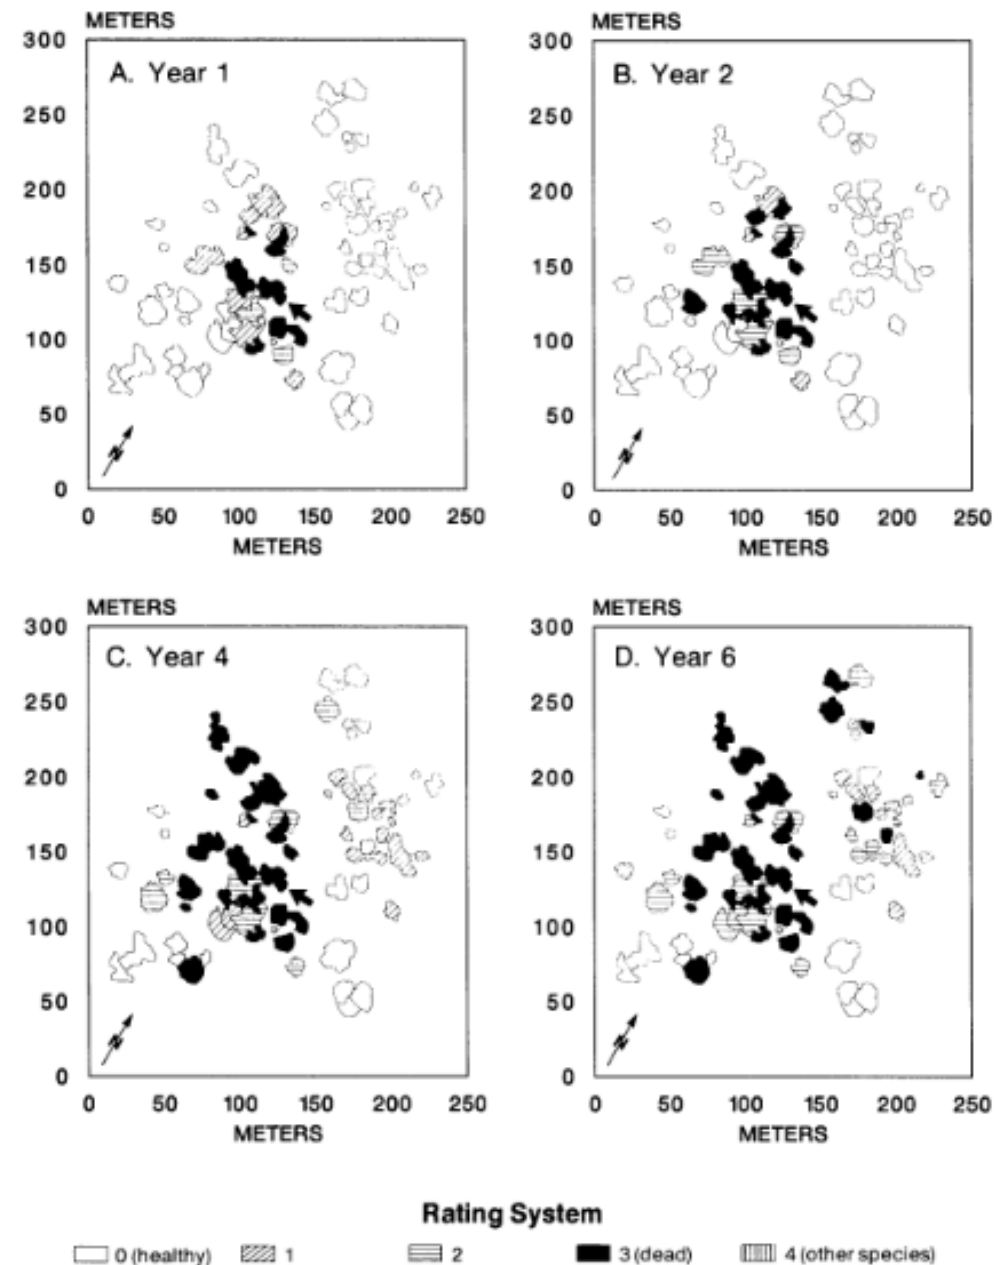 METERS METERS
300 300
A. Year 1 B. Year 2
250 250
200 200
150 150
100 100
50 50
N N
0 0
0 50 100 150 200 250 0 50 100 150 200 250
METERS METERS
METERS METERS
300 300
C. Year 4 D. Year 6
250 250
200 200
150 150
100 100
50 50
N N
0 0
0 50 100 150 200 250 0 50 100 150 200 250
METERS METERS
Rating System
0 (healthy) 1 2 3 (dead) 4 (other species)